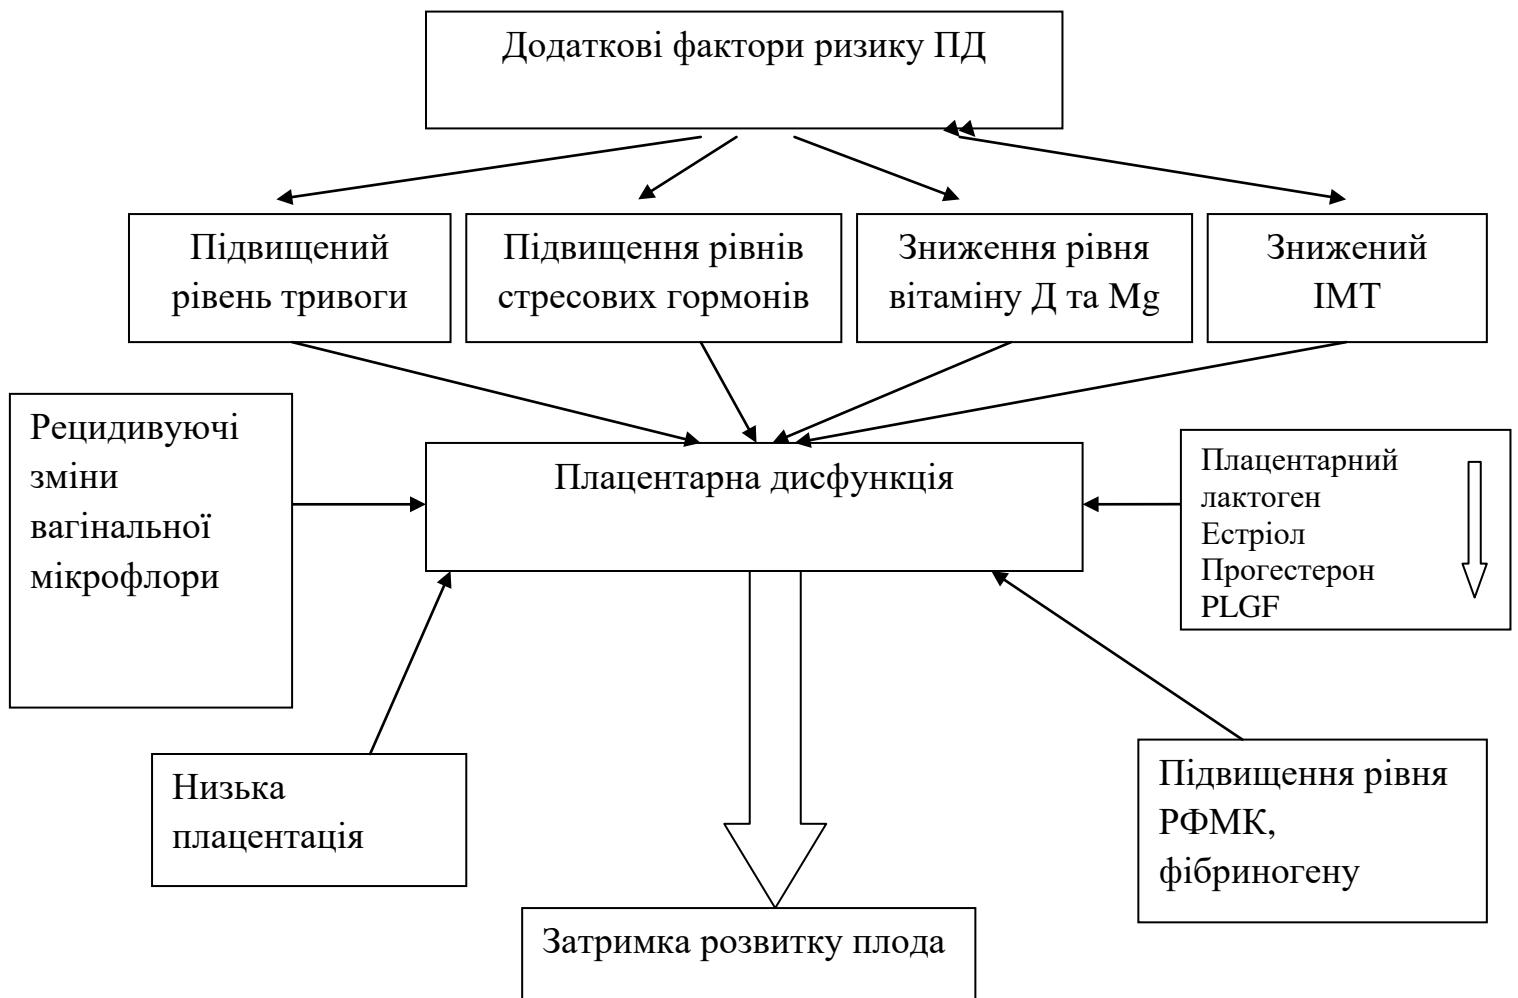 Додаткові фактори ризику ПД
Підвищений
рівень тривоги
Підвищення рівнів
стресових гормонів
Зниження рівня
вітаміну Д та Mg
Знижений
ІМТ
Рецидивуючі
зміни
вагінальної
мікрофлори
Плацентарна дисфункція
Плацентарний
лактоген
Естріол
Прогестерон
PLGF
Низька
плацентація
Підвищення рівня
РФМК,
фібриногену
Затримка розвитку плода